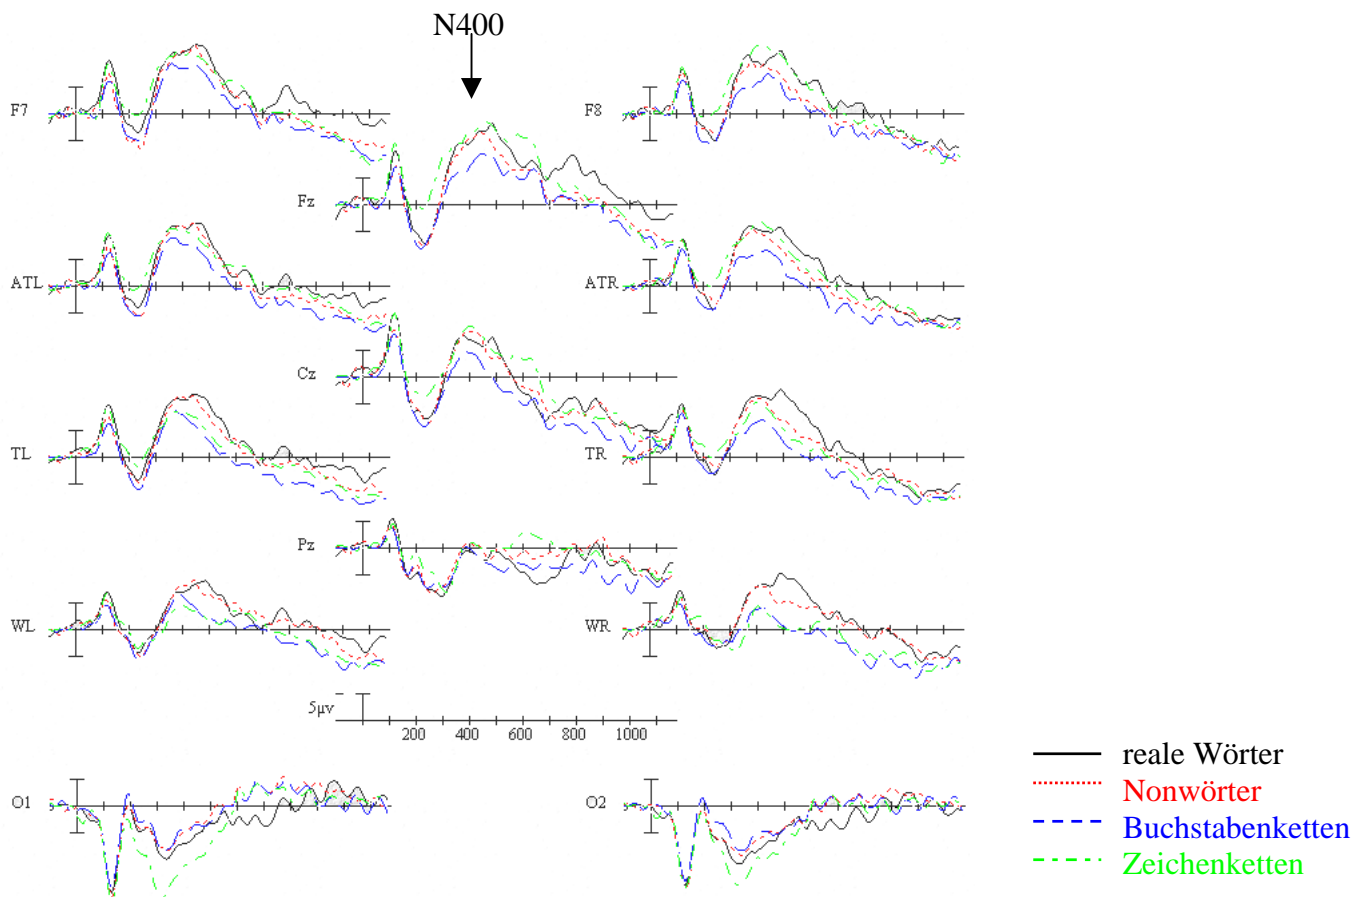 N400
F7
F8
Fz
ATL
ATR
Cz
TL
TR
Pz
WL
WR
5μv
200 400 600 800 1000
O1
O2
reale Wörter
Nonwörter
Buchstabenketten
Zeichenketten